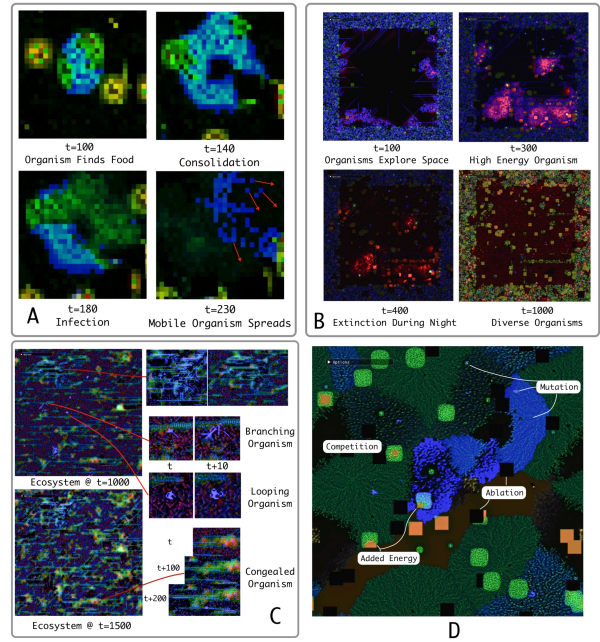 t=100
Organism Finds Food
t=140
Consolidation
t=180
Infection
t=230
Mobile Organism Spreads
A
t=100
Organisms Explore Space
t=300
High Energy Organism
t=400
Extinction During Night
t=1000
Diverse Organisms
B
Ecosystem @ t=1000
Branching
Organism
t
t+10
Looping
Organism
t
t+100
t+200
Congealed
Organism
Ecosystem @ t=1500
C
Options
Mutation
Competition
Ablation
Added Energy
D